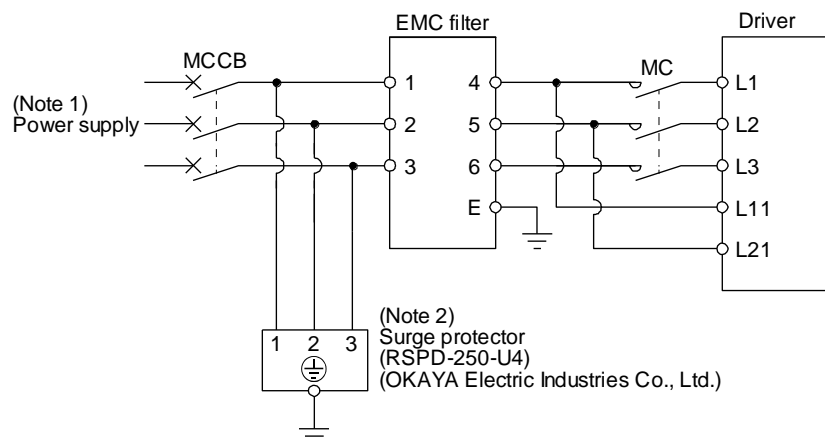 EMC filter
Driver
MCCB
MC
(Note 1)
Power supply
1
4
L1
2
5
L2
3
6
L3
E
L11
L21
1 2 3
(Note 2)
Surge protector
(RSPD-250-U4)
(OKAYA Electric Industries Co., Ltd.)